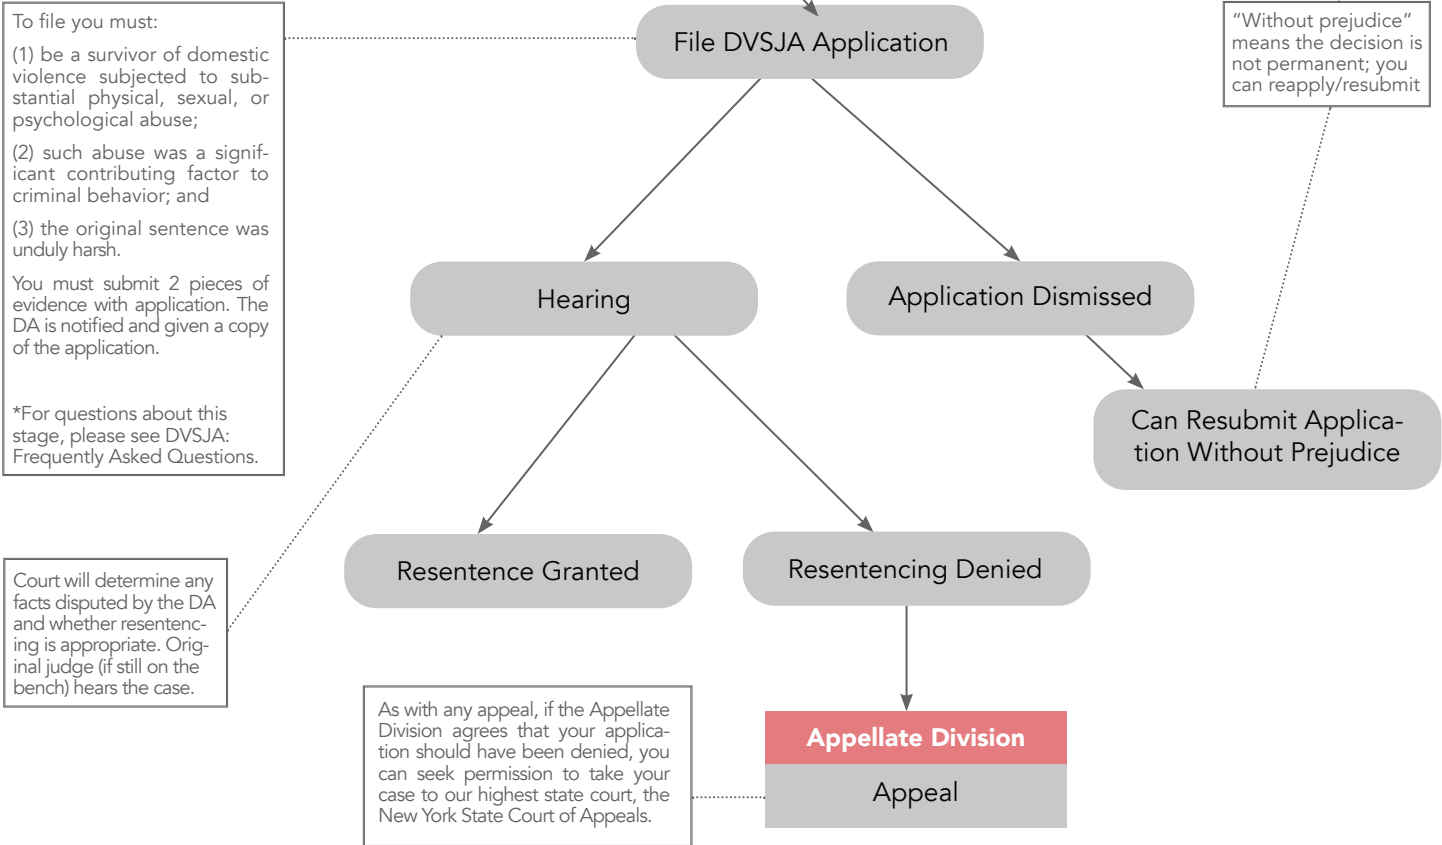 To file you must:
(1) be a survivor of domestic
violence subjected to sub-
stantial physical, sexual, or
psychological abuse;
(2) such abuse was a signif-
icant contributing factor to
criminal behavior; and
(3) the original sentence was
unduly harsh.
You must submit 2 pieces of
evidence with application. The
DA is notified and given a copy
of the application.
*For questions about this
stage, please see DVSJA:
Frequently Asked Questions.
File DVSJA Application
“Without prejudice”
means the decision is
not permanent; you
can reapply/resubmit
Hearing
Application Dismissed
Can Resubmit Applica-
tion Without Prejudice
Court will determine any
facts disputed by the DA
and whether resentenc-
ing is appropriate. Orig-
inal judge (if still on the
bench) hears the case.
Resentence Granted
Resentencing Denied
As with any appeal, if the Appellate
Division agrees that your applica-
tion should have been denied, you
can seek permission to take your
case to our highest state court, the
New York State Court of Appeals.
Appellate Division
Appeal